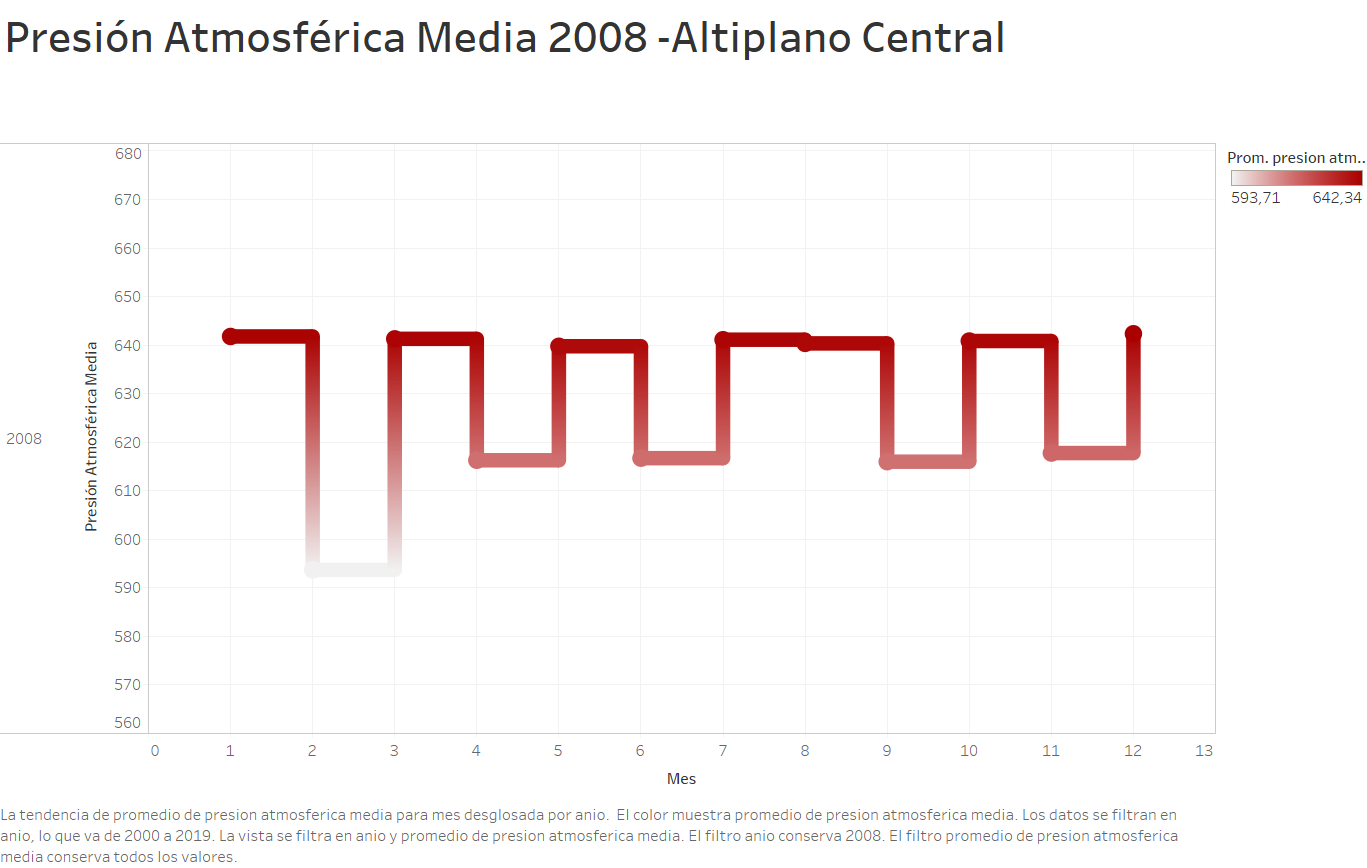 Presión Atmosférica Media 2008 -Altiplano Central
Prom. presion atm..
593,71 642,34
680
670
660
650
640
630
620
610
600
590
580
570
560
Presión Atmosférica Media
2008
0 1 2 3 4 5 6 7 8 9 10 11 12 13
Mes
La tendencia de promedio de presion atmosferica media para mes desglosada por anio.  El color muestra promedio de presion atmosferica media. Los datos se filtran en
anio, lo que va de 2000 a 2019. La vista se filtra en anio y promedio de presion atmosferica media. El filtro anio conserva 2008. El filtro promedio de presion atmosferica
media conserva todos los valores.